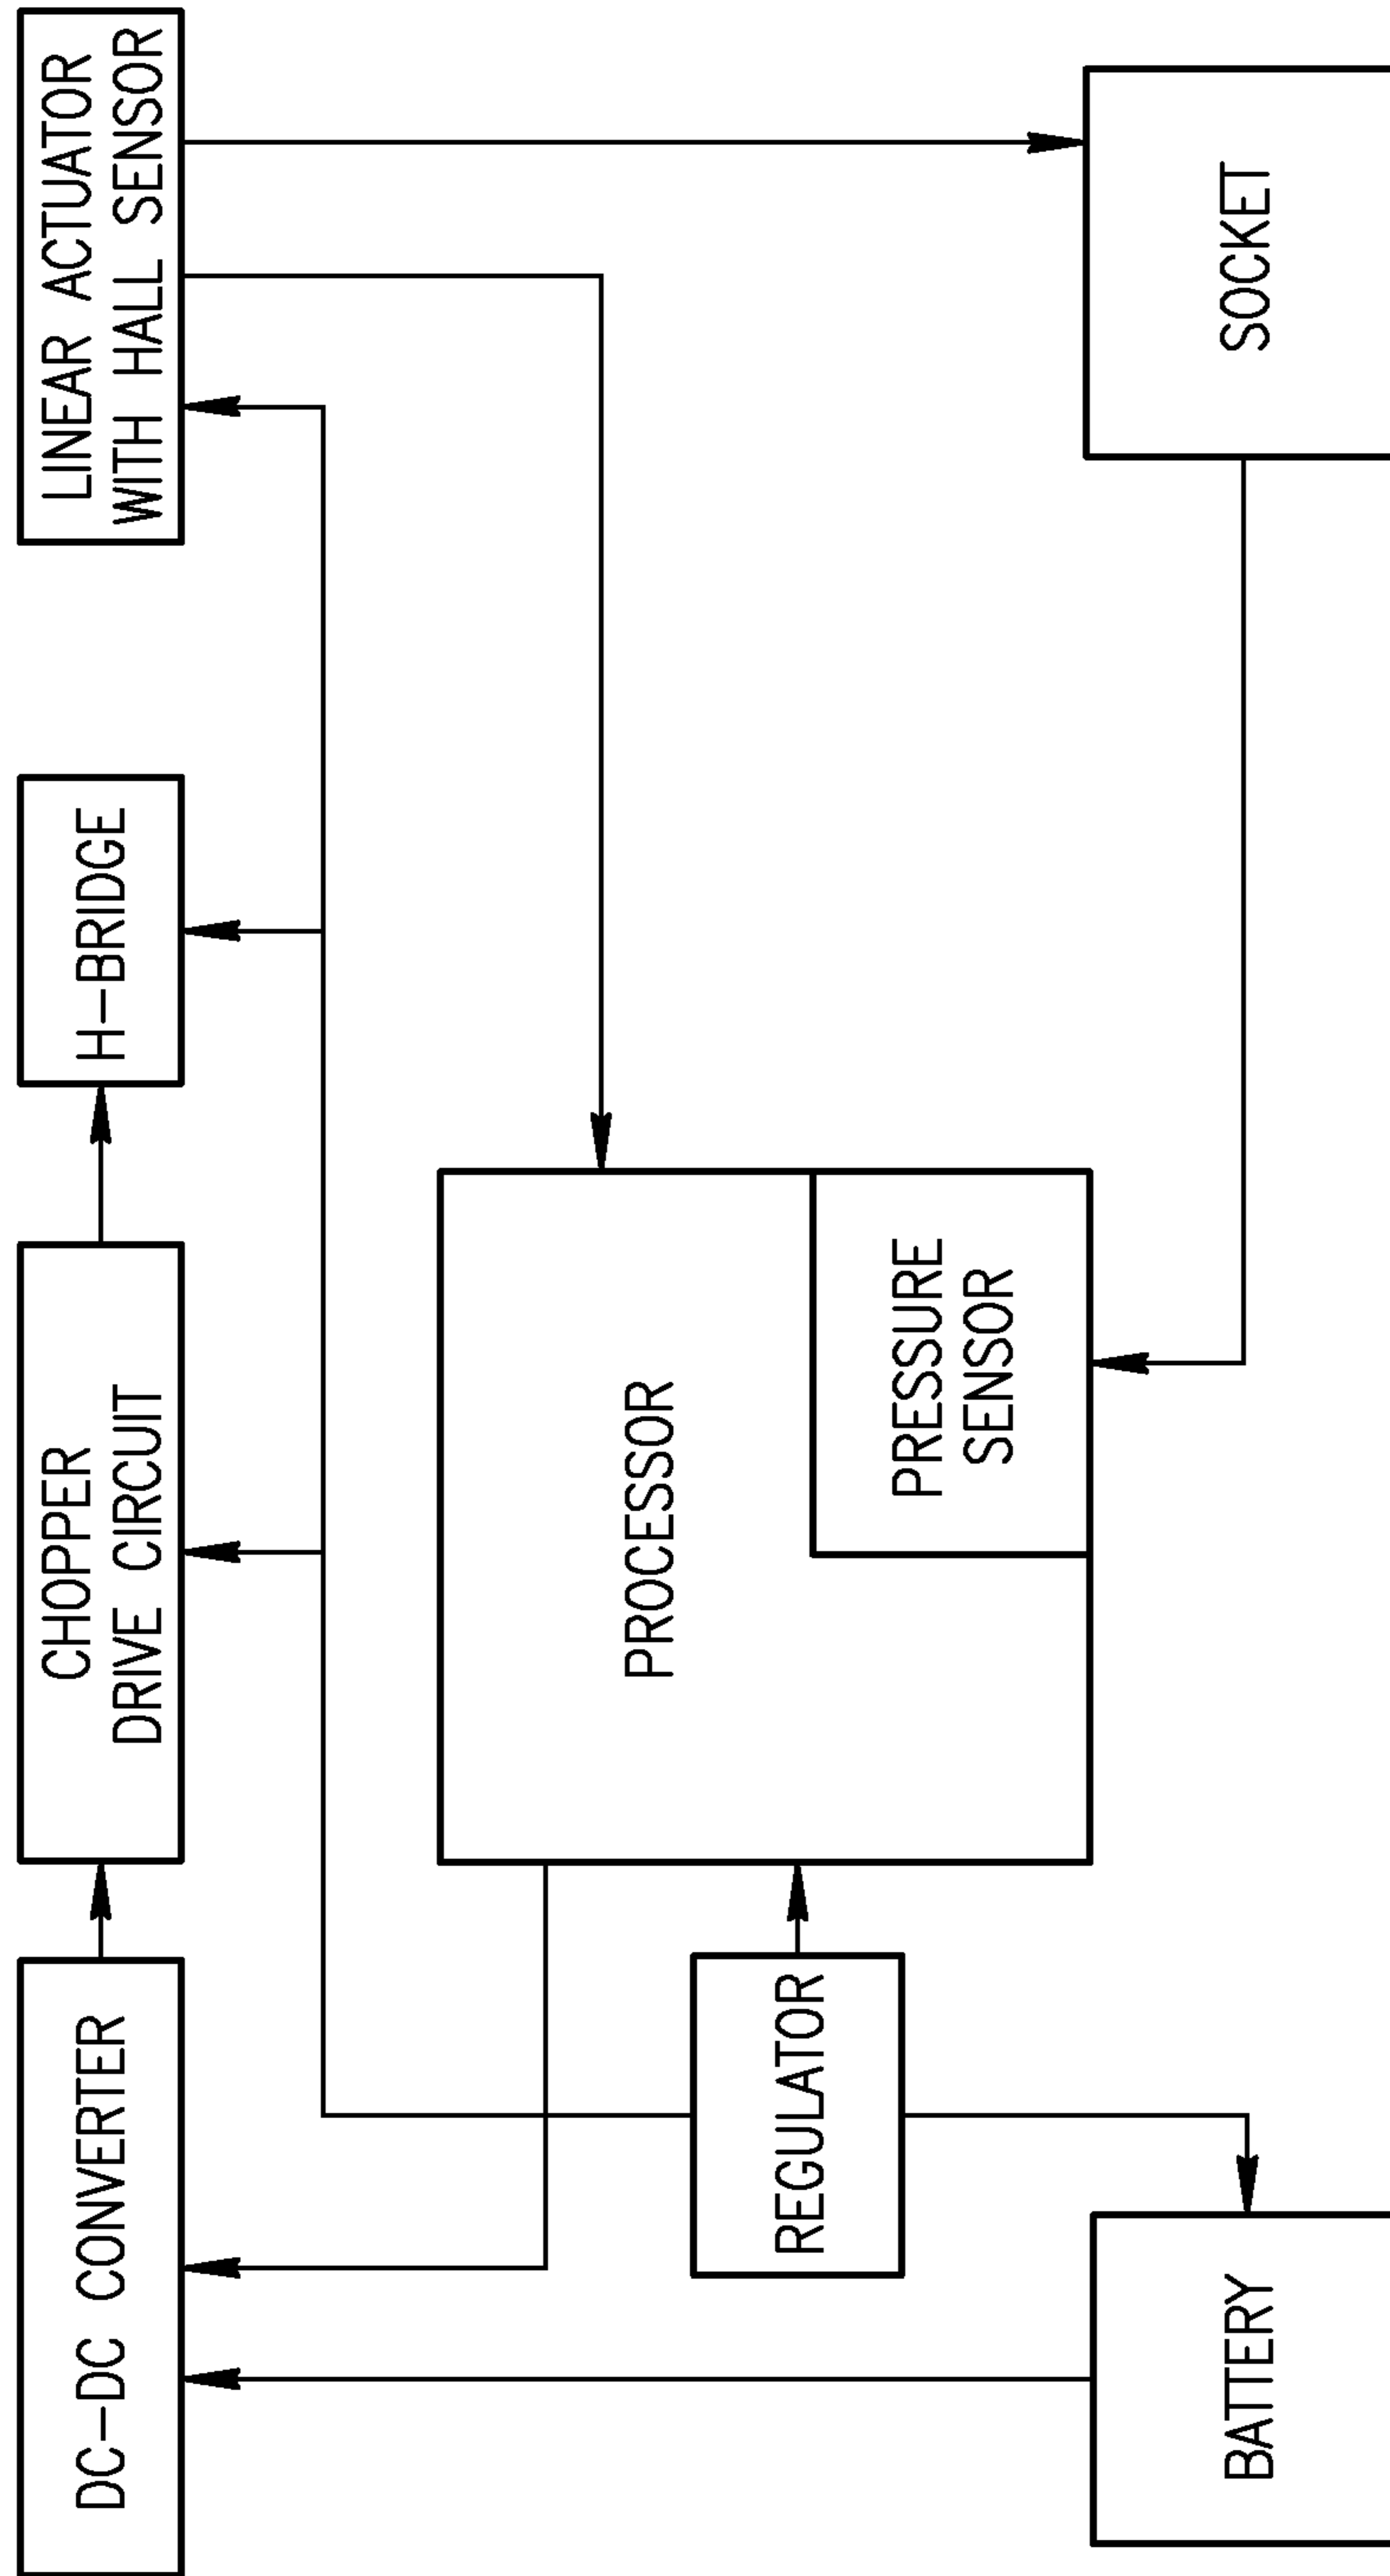 DC-DC CONVERTER
CHOPPER
DRIVE CIRCUIT
H-BRIDGE
LINEAR ACTUATOR
WITH HALL SENSOR
PROCESSOR
REGULATOR
PRESSURE
SENSOR
BATTERY
SOCKET